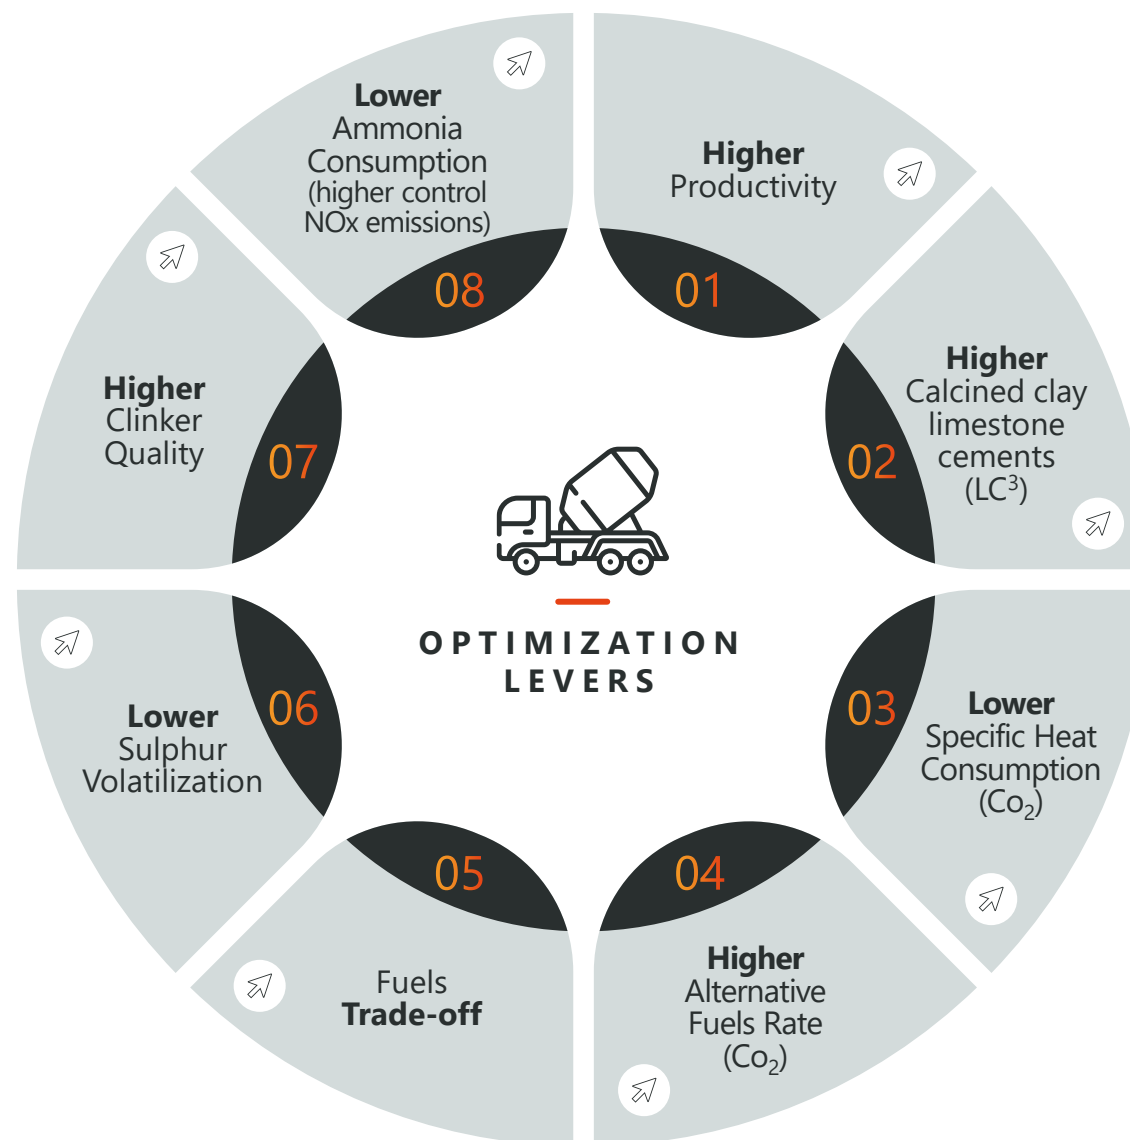 OPTIMIZATION
LEVERS
01
Higher
Productivity
02
Higher
Calcined clay
limestone
cements
(LC³)
03
Lower
Specific Heat
Consumption
(Co₂)
04
Higher
Alternative
Fuels Rate
(Co₂)
05
Fuels
Trade-off
06
Lower
Sulphur
Volatilization
07
Higher
Clinker
Quality
08
Lower
Ammonia
Consumption
(higher control
NOx emissions)